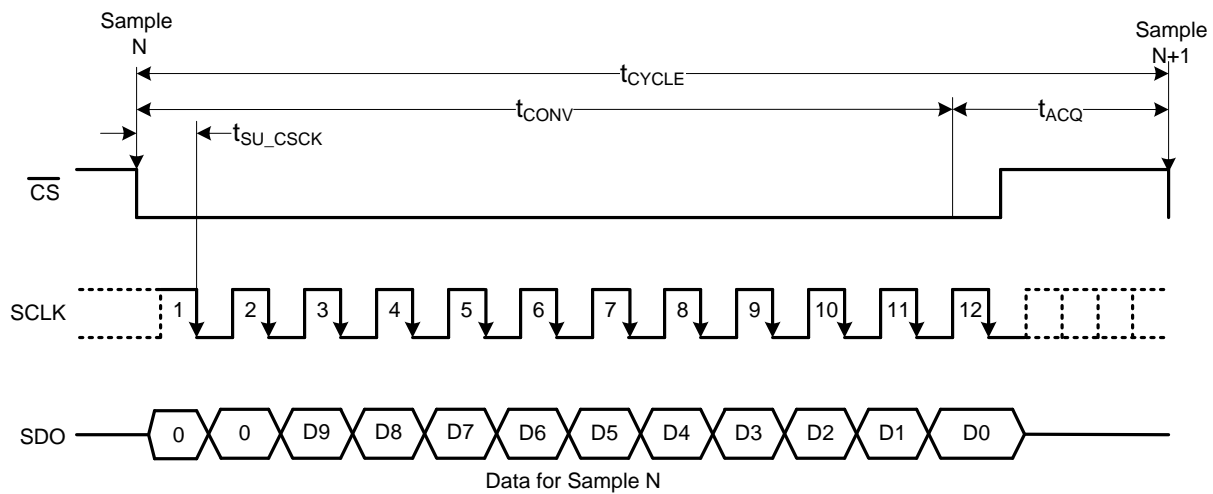 Sample
N
Sample
N+1
tCYCLE
tCONV
tACQ
tSU_CSCK
CS
SCLK
1 2 3 4 5 6 7 8 9 10 11 12
SDO
0 0 D9 D8 D7 D6 D5 D4 D3 D2 D1 D0
Data for Sample N